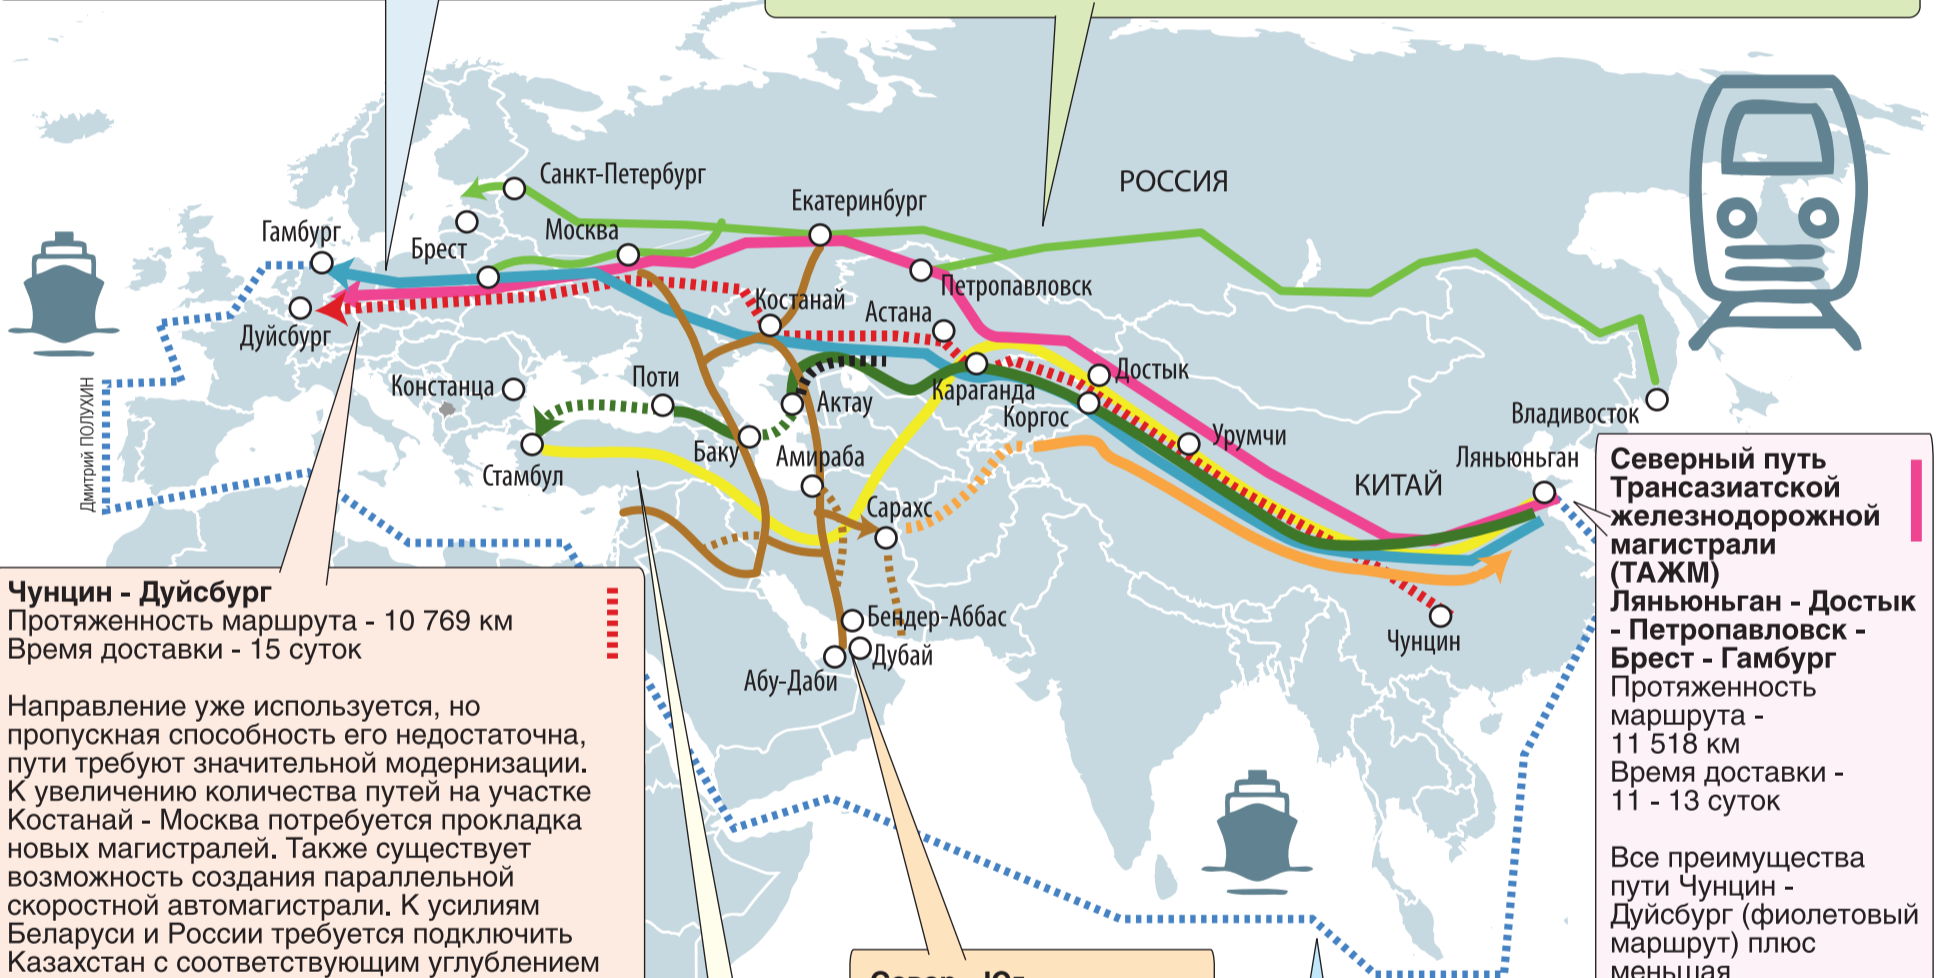 РОССИЯ
Санкт-Петербург
Екатеринбург
Москва
Гамбург
Брест
Петропавловск
Костанай
Астана
Дуйсбург
Достык
Констанца
Поти
Актау
Караганда
Коргос
Владивосток
Урумчи
Баку
Амираба
Стамбул
Сарахс
КИТАЙ
Ляньюньган
Бендер-Аббас
Дубай
Абу-Даби
Чунцин
Дмитрий ПОЛУХИН
Чунцин - Дуйсбург
Протяженность маршрута - 10 769 км
Время доставки - 15 суток
Направление уже используется, но
пропускная способность его недостаточна,
пути требуют значительной модернизации.
К увеличению количества путей на участке
Костанай - Москва потребуется прокладка
новых магистралей. Также существует
возможность создания параллельной
скоростной автомагистрали. К усилиям
Беларуси и России требуется подключить
Казахстан с соответствующим углублением
Северный путь
Трансазиатской
железнодорожной
магистрали
(ТАЖМ)
Ляньюньган - Достык
- Петропавловск -
Брест - Гамбург
Протяженность
маршрута -
11 518 км
Время доставки -
11 - 13 суток
Все преимущества
пути Чунцин -
Дуйсбург (фиолетовый
маршрут) плюс
меньшая
Север - Юг